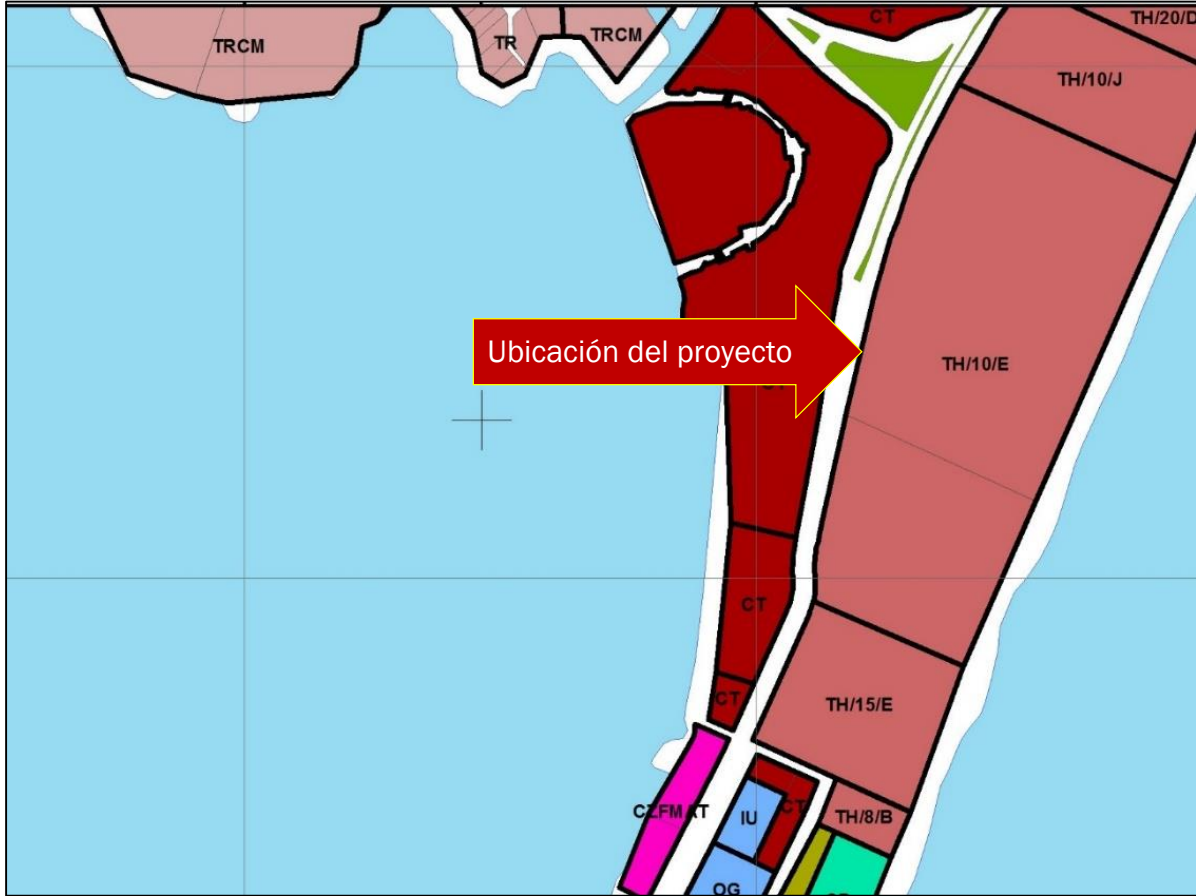 CT
TH/20/D
TRCM
TR
TRCM
TH/10/J
Ubicación del proyecto
TH/10/E
CT
CT
TH/15/E
CZFMAT
IU
CT
TH/8/B
OG